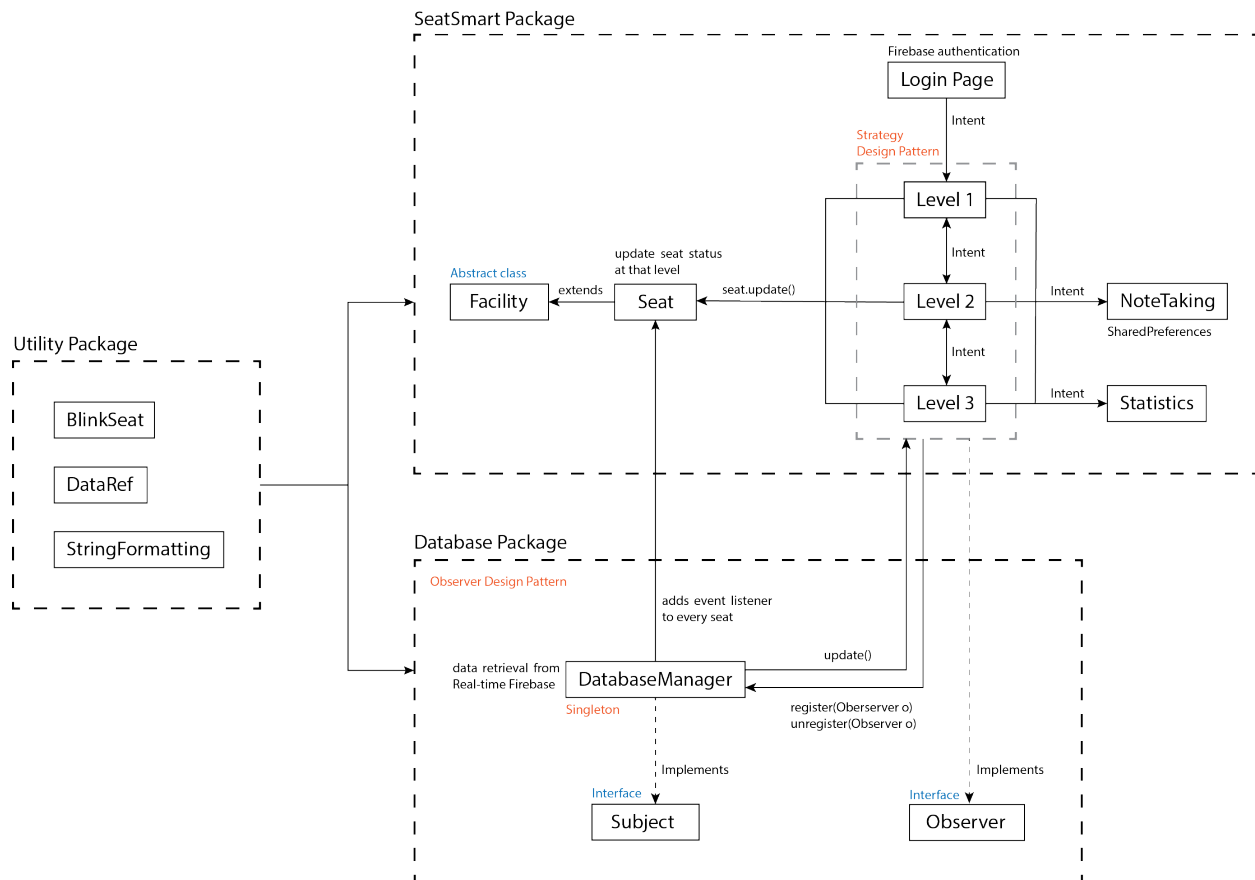 SeatSmart Package
Firebase authentication
Login Page
Intent
Strategy
Design Pattern
Level 1
Intent
update seat status
at that level
Abstract class
Facility
extends
Seat
seat.update()
Level 2
Intent
NoteTaking
SharedPreferences
Intent
Level 3
Intent
Statistics
Utility Package
BlinkSeat
DataRef
StringFormatting
Database Package
Observer Design Pattern
adds event listener
to every seat
data retrieval from
Real-time Firebase
DatabaseManager
Singleton
update()
register(Oberserver o)
unregister(Observer o)
Implements
Interface
Subject
Implements
Interface
Observer